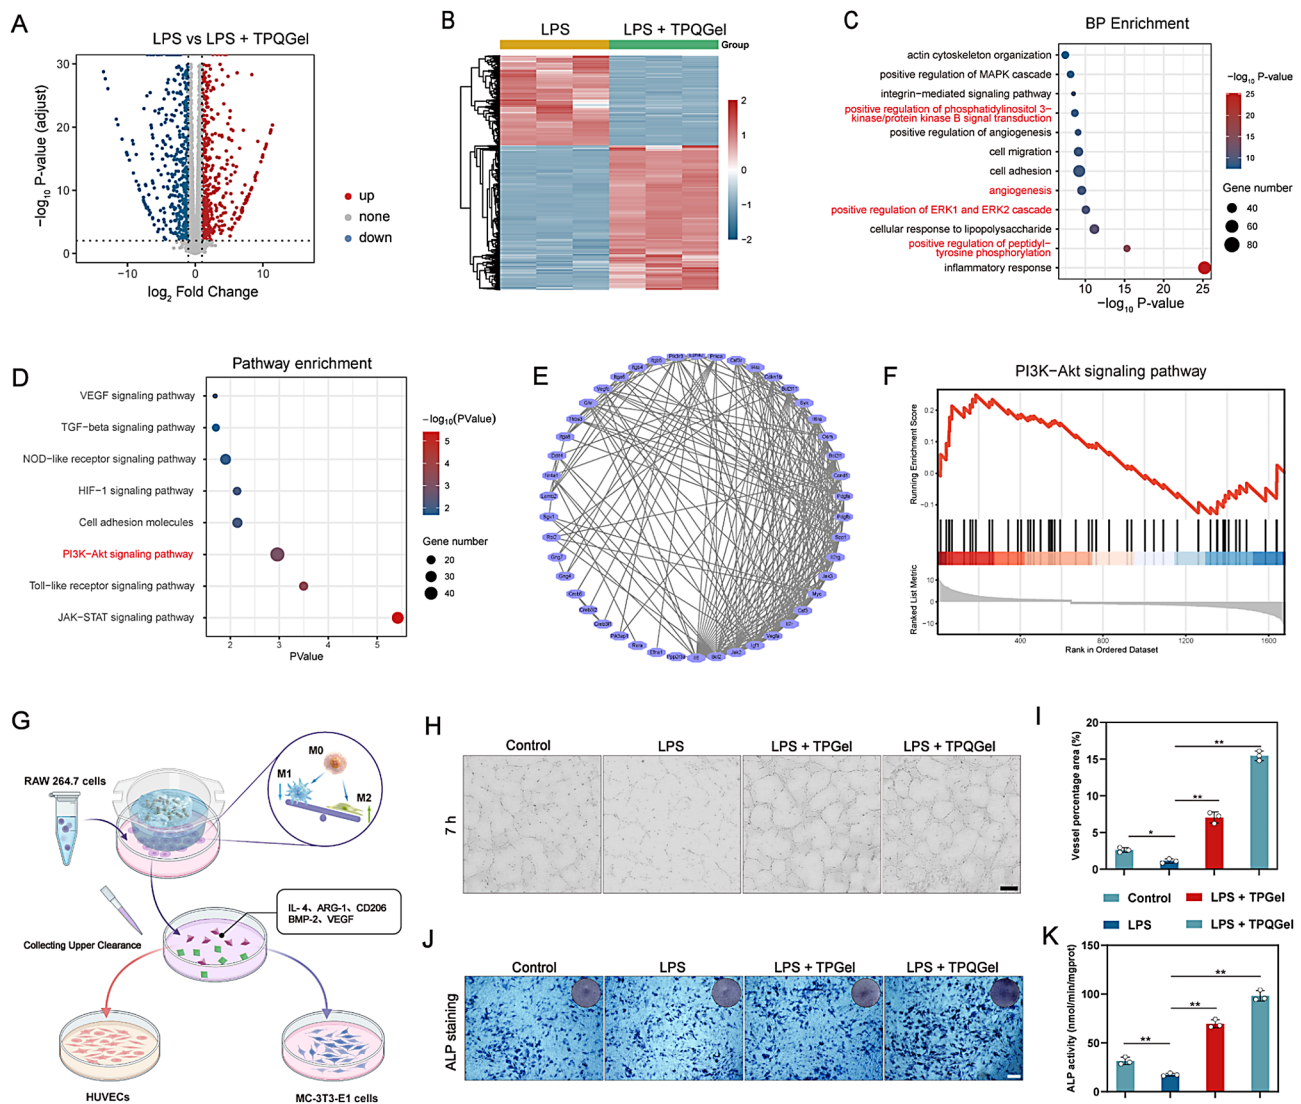 A
LPS vs LPS + TPQGel
−log10 P-value (adjust)
30
20
10
0
−10
0
10
log2 Fold Change
up
none
down
B
LPS
LPS + TPQGel
Group
2
1
0
−1
−2
C
BP Enrichment
actin cytoskeleton organization
positive regulation of MAPK cascade
integrin-mediated signaling pathway
positive regulation of phosphatidylinositol 3−
kinase/protein kinase B signal transduction
positive regulation of angiogenesis
cell migration
cell adhesion
angiogenesis
positive regulation of ERK1 and ERK2 cascade
cellular response to lipopolysaccharide
positive regulation of peptidyl−
tyrosine phosphorylation
inflammatory response
10
15
20
25
−log10 P-value
−log10 P-value
25
20
15
10
Gene number
40
60
80
D
Pathway enrichment
VEGF signaling pathway
TGF-beta signaling pathway
NOD-like receptor signaling pathway
HIF-1 signaling pathway
Cell adhesion molecules
PI3K-Akt signaling pathway
Toll-like receptor signaling pathway
JAK-STAT signaling pathway
2
3
4
5
PValue
−log10(PValue)
5
4
3
2
Gene number
20
30
40
E
F
PI3K−Akt signaling pathway
Running Enrichment Score
0.2
0.1
0.0
−0.1
Ranked List Metric
10
0
−10
400
800
1200
1600
Rank in Ordered Dataset
G
RAW 264.7 cells
M0
M1
M2
IL-4、ARG-1、CD206
BMP-2、VEGF
Collecting Upper Clearance
HUVECs
MC-3T3-E1 cells
H
Control
LPS
LPS + TPGel
LPS + TPQGel
7 h
I
Vessel percentage area (%)
20
15
10
5
0
*
**
**
Control
LPS + TPGel
LPS
LPS + TPQGel
J
Control
LPS
LPS + TPGel
LPS + TPQGel
ALP staining
K
ALP activity (nmol/min/mgprot)
150
100
50
0
**
**
**